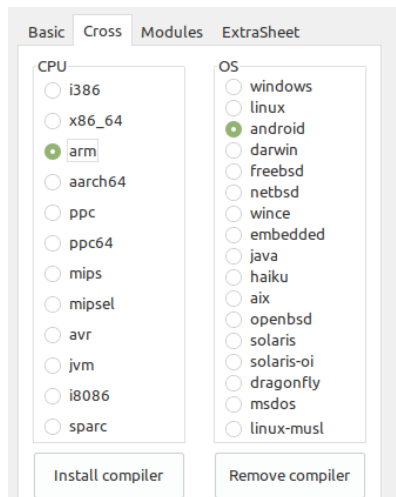 Basic Cross Modules ExtraSheet
CPU
i386
x86_64
arm
aarch64
ppc
ppc64
mips
mipsel
avr
jvm
i8086
sparc
OS
windows
linux
android
darwin
freebsd
netbsd
wince
embedded
java
haiku
aix
openbsd
solaris
solaris-oi
dragonfly
msdos
linux-musl
Install compiler Remove compiler